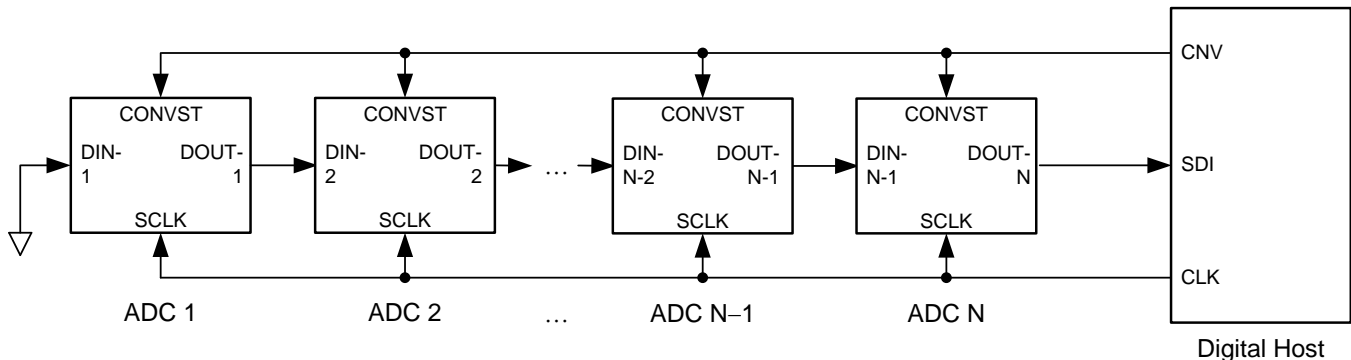 CNV
CONVST
CONVST
CONVST
CONVST
DIN-
1
DOUT-
1
DIN-
2
DOUT-
2
…
DIN-
N-2
DOUT-
N-1
DIN-
N-1
DOUT-
N
SDI
SCLK
SCLK
SCLK
SCLK
CLK
ADC 1
ADC 2
…
ADC N–1
ADC N
Digital Host